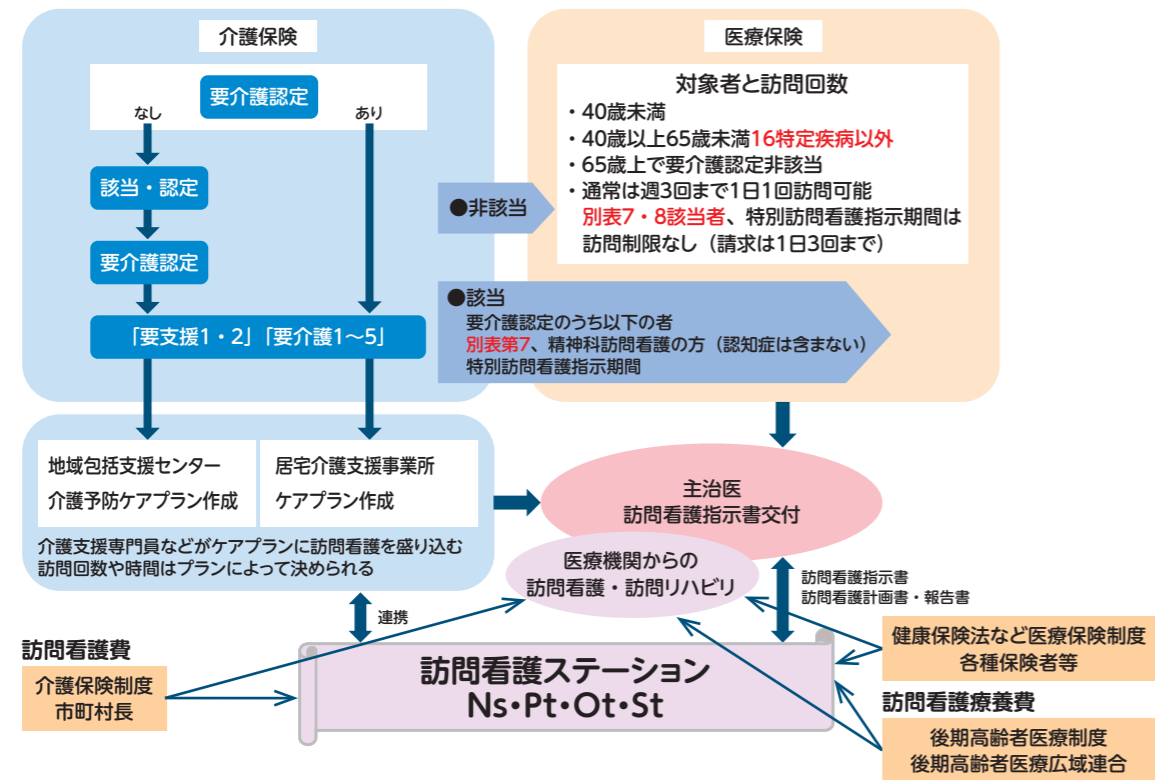 介護保険
要介護認定
なし
あり
該当・認定
要介護認定
「要支援1・2」「要介護1〜5」
医療保険
対象者と訪問回数
・40歳未満
・40歳以上65歳未満16特定疾病以外
・65歳上で要介護認定非該当
・通常は週3回まで1日1回訪問可能
別表7・8該当者、特別訪問看護指示期間は
訪問制限なし（請求は1日3回まで）
●非該当
●該当
要介護認定のうち以下の者
別表第7、精神科訪問看護の方（認知症は含まない）
特別訪問看護指示期間
地域包括支援センター
介護予防ケアプラン作成
居宅介護支援事業所
ケアプラン作成
介護支援専門員などがケアプランに訪問看護を盛り込む
訪問回数や時間はプランによって決められる
主治医
訪問看護指示書交付
医療機関からの
訪問看護・訪問リハビリ
訪問看護指示書
訪問看護計画書・報告書
連携
訪問看護費
介護保険制度
市町村長
訪問看護ステーション
Ns・Pt・Ot・St
健康保険法など医療保険制度
各種保険者等
訪問看護療養費
後期高齢者医療制度
後期高齢者医療広域連合